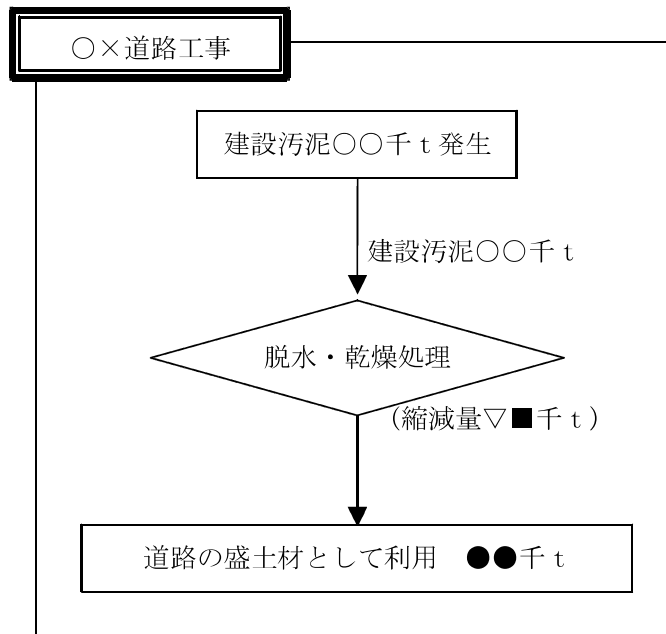 ○×道路工事
建設汚泥○○千ｔ発生
建設汚泥○○千ｔ
脱水・乾燥処理
（縮減量▽■千ｔ）
道路の盛土材として利用　●●千ｔ